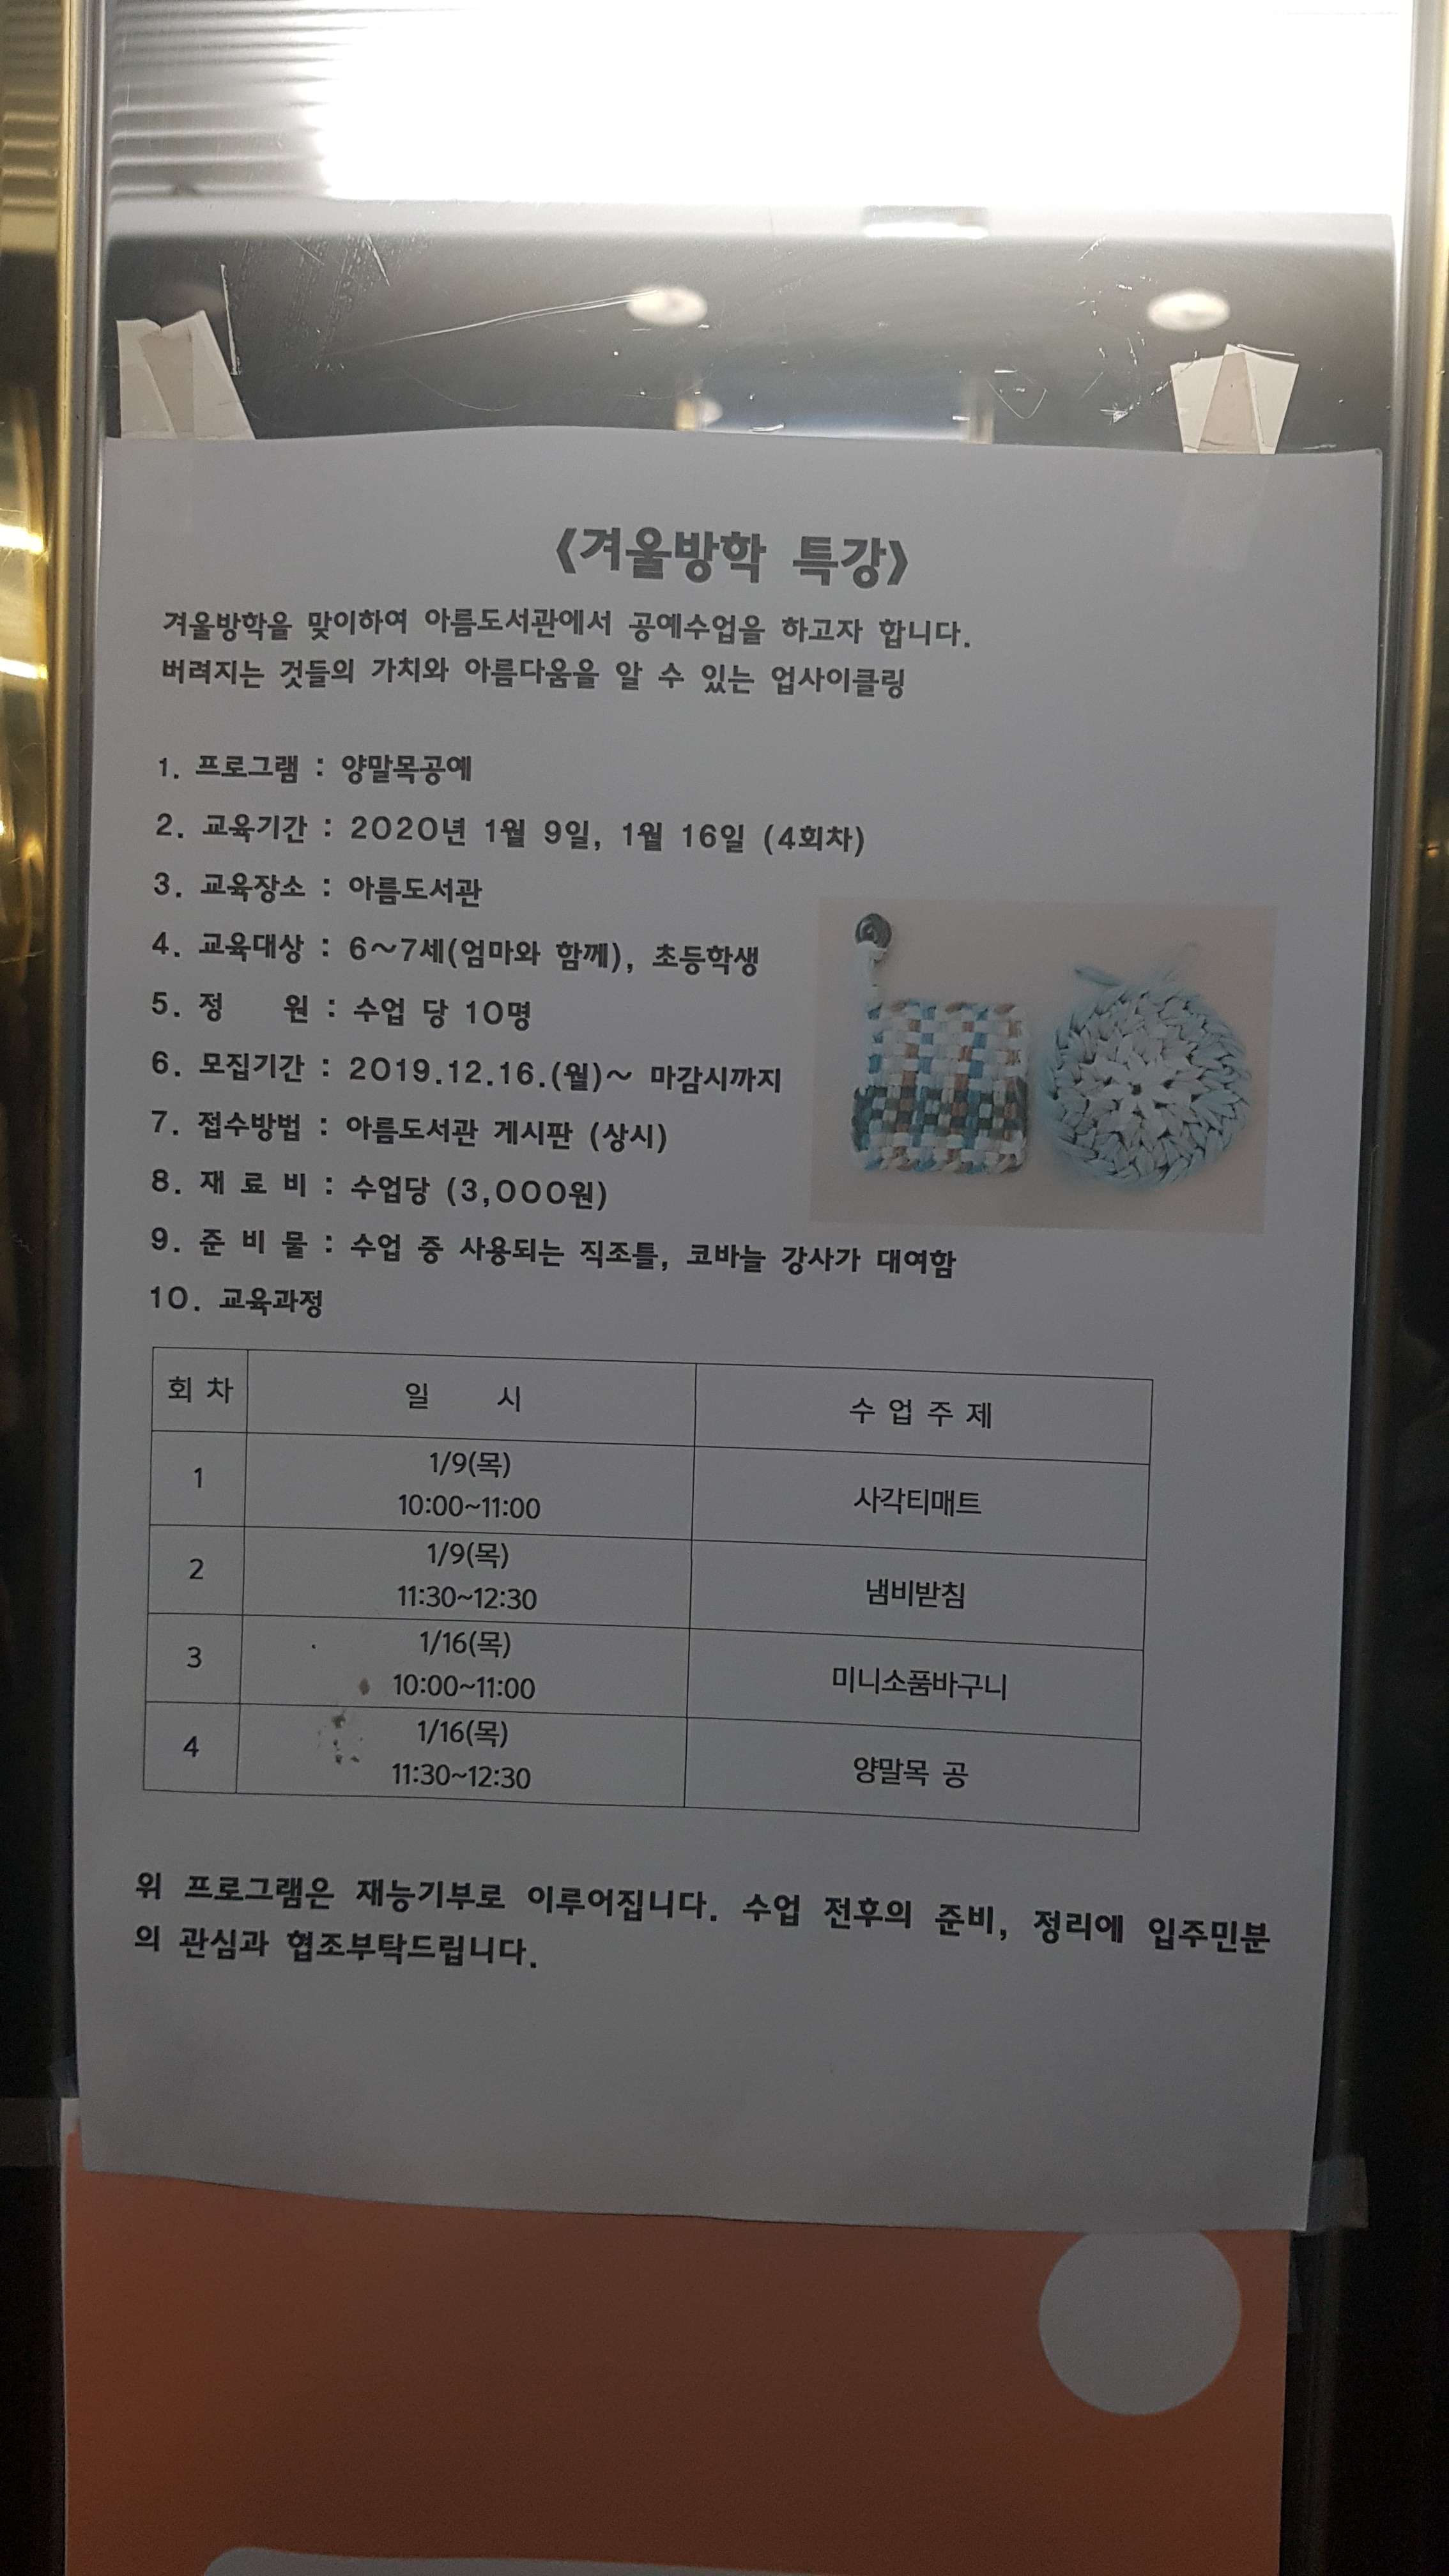 《겨울방학 특강》
겨울방학을 맞이하여 아름도서관에서 공예수업을 하고자 합니다.
버려지는 것들의 가치와 아름다움을 알 수 있는 업사이클링
1. 프로그램 : 양말목공예
2. 교육기간 : 2020년 1월 9일, 1월 16일 (4회차)
3. 교육장소 : 아름도서관
4. 교육대상 : 6~7세(엄마와 함께), 초등학생
5. 정 원 : 수업 당 10명
6. 모집기간 : 2019.12.16.(월)~ 마감시까지
7. 접수방법 : 아름도서관 게시판 (상시)
8. 재 료 비 : 수업당 (3,000원)
9. 준 비 물 : 수업 중 사용되는 직조틀, 코바늘 강사가 대여함
10. 교육과정
회 차 일 시 수 업 주 제
1 1/9(목) 10:00~11:00 사각티매트
2 1/9(목) 11:30~12:30 냄비받침
3 1/16(목) 10:00~11:00 미니소품바구니
4 1/16(목) 11:30~12:30 양말목 공
위 프로그램은 재능기부로 이루어집니다. 수업 전후의 준비, 정리에 입주민분
의 관심과 협조부탁드립니다.